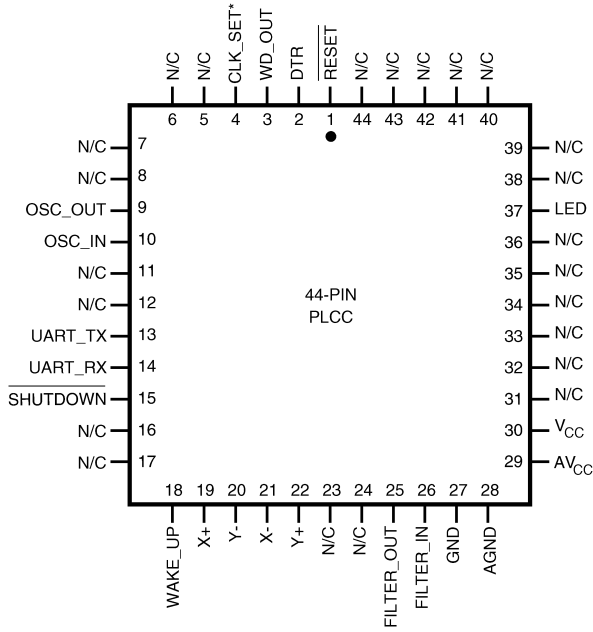 N/C N/C CLK_SET* WD_OUT DTR RESET N/C N/C N/C N/C N/C
6 5 4 3 2 1 44 43 42 41 40
N/C 7 39 N/C
N/C 8 38 N/C
OSC_OUT 9 37 LED
OSC_IN 10 36 N/C
N/C 11 35 N/C
44-PIN
N/C 12 34 N/C
PLCC
UART_TX 13 33 N/C
UART_RX 14 32 N/C
SHUTDOWN 15 31 N/C
N/C 16 30 VCC
N/C 17 29 AVCC
18 19 20 21 22 23 24 25 26 27 28
WAKE_UP X+ Y- X- Y+ N/C N/C FILTER_OUT FILTER_IN GND AGND